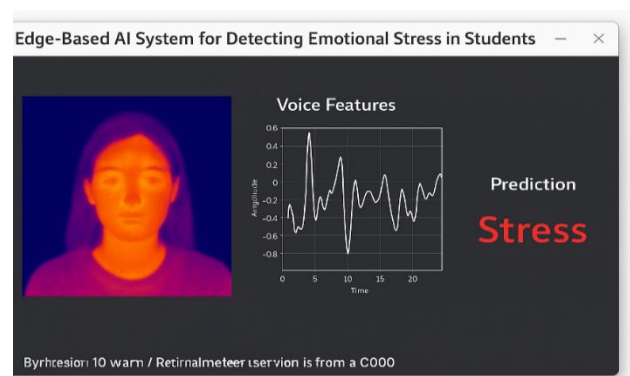 Edge-Based AI System for Detecting Emotional Stress in Students
Voice Features
0.6
0.4
0.2
0
-0.2
-0.4
-0.6
-0.8
0 5 10 15 20
Time
Prediction
Stress
10 warn / is from a C000